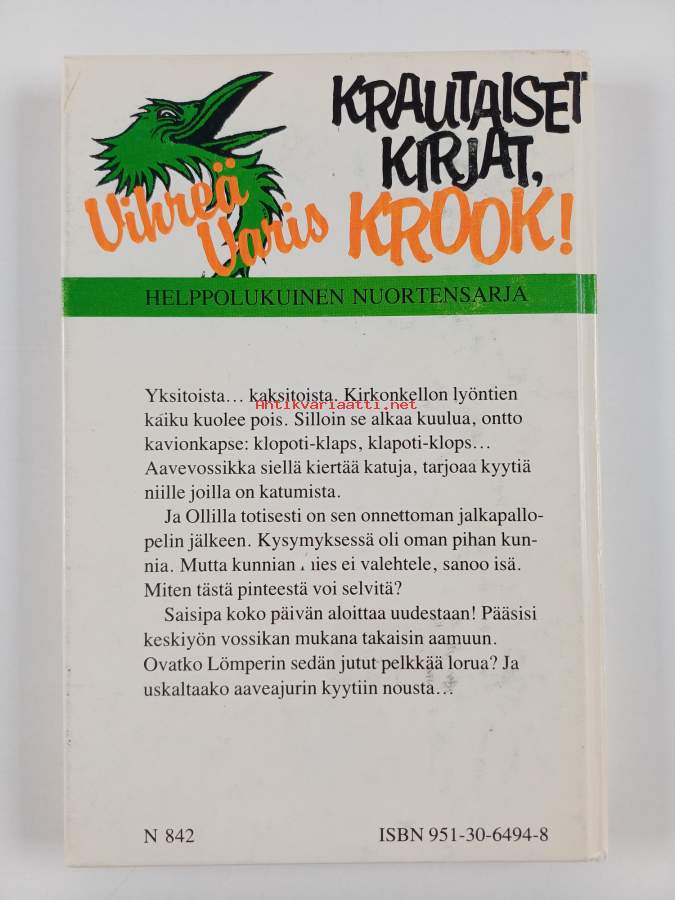 KRAUTAISET
KIRJAT,
Vihreä
Varis
KROOK!
HELPPOLUKUINEN NUORTENSARJA
Yksitoista… kaksitoista. Kirkonkellon lyöntien
Antikvariaatti.net
kaiku kuolee pois. Silloin se alkaa kuulua, ontto
kavionkapse: klopoti-klaps, klapoti-klops…
Aavevossikka siellä kiertää katuja, tarjoaa kyytiä
niille joilla on katumista.
Ja Ollilla totisesti on sen onnettoman jalkapallo-
pelin jälkeen. Kysymyksessä oli oman pihan kun-
nia. Mutta kunnian mies ei valehtele, sanoo isä.
Miten tästä pinteestä voi selvitä?
Saisipa koko päivän aloittaa uudestaan! Pääsisi
keskiyön vossikan mukana takaisin aamuun.
Ovatko Lömperin sedän jutut pelkkää lorua? Ja
uskaltaako aaveajurin kyytiin nousta…
N 842
ISBN 951-30-6494-8